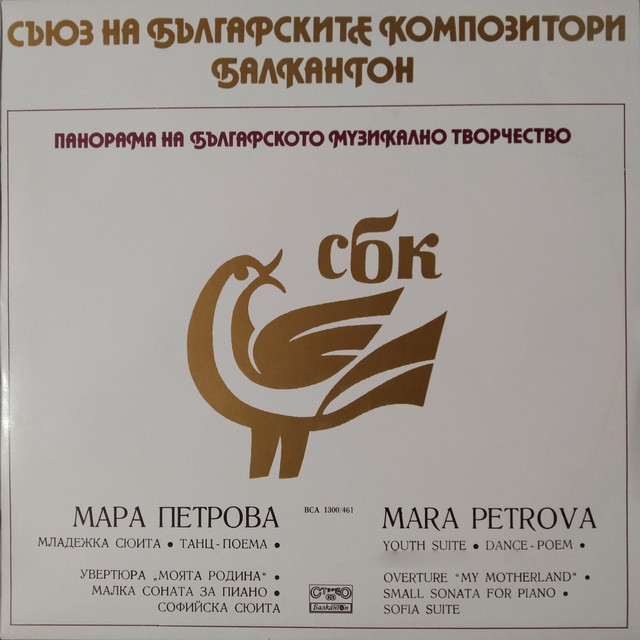 СЪЮЗ НА БЪЛГАРСКИТЕ КОМПОЗИТОРИ
БАЛКАНТОН
ПАНОРАМА НА БЪЛГАРСКОТО МУЗИКАЛНО ТВОРЧЕСТВО
сбк
МАРА ПЕТРОВА
МЛАДЕЖКА СЮИТА • ТАНЦ-ПОЕМА •
УВЕРТЮРА „МОЯТА РОДИНА“ •
МАЛКА СОНАТА ЗА ПИАНО •
СОФИЙСКА СЮИТА
ВСА 1300/461
СТЕРЕО
Балкантон
MARA PETROVA
YOUTH SUITE • DANCE-POEM •
OVERTURE "MY MOTHERLAND" •
SMALL SONATA FOR PIANO •
SOFIA SUITE